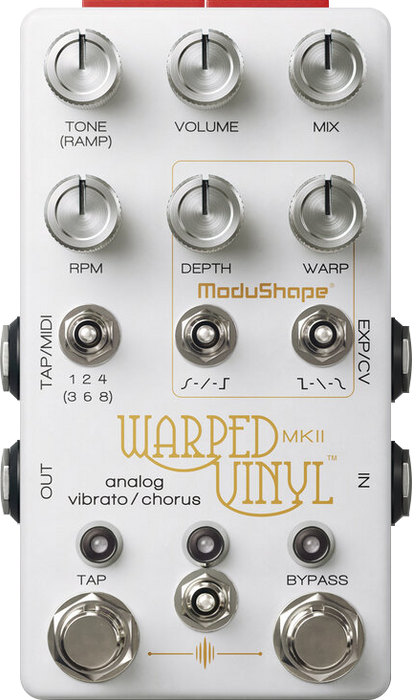 TONE VOLUME MIX
(RAMP)
RPM DEPTH WARP
ModuShape®
TAP/MIDI
EXP/CV
1 2 4
(3 6 8)
WARPED MKII
VINYL™
analog
vibrato/chorus
OUT
IN
TAP BYPASS